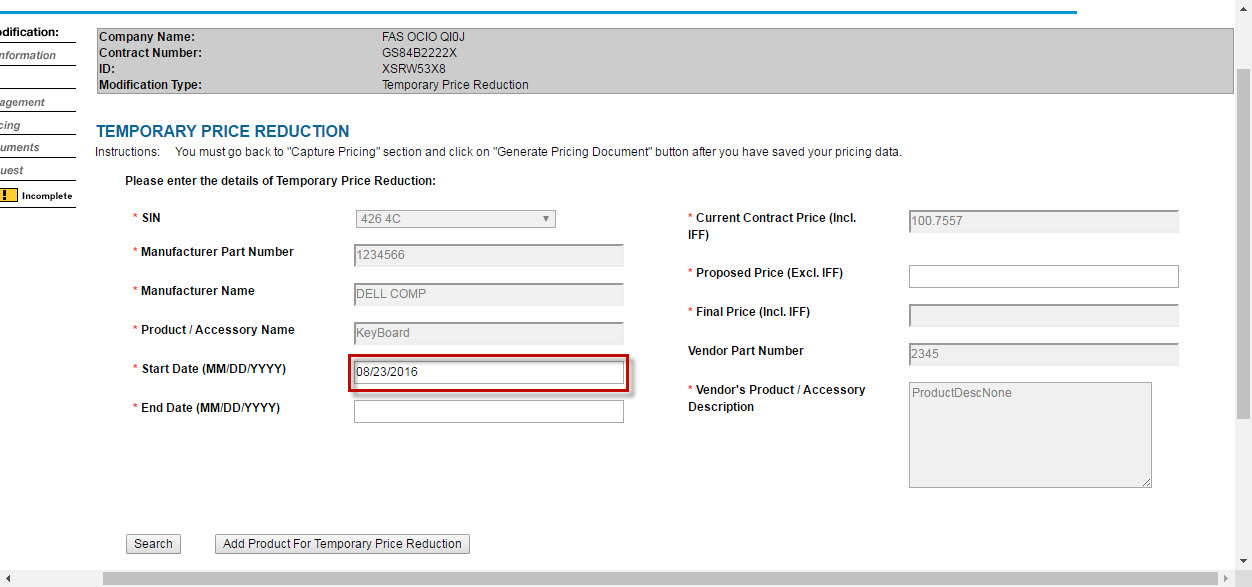 odification:
Company Name: FAS OCIO QI0J
nformation
Contract Number: GS84B2222X
ID: XSRW53X8
Modification Type: Temporary Price Reduction
agement
cing
uments
uest
! Incomplete
TEMPORARY PRICE REDUCTION
Instructions: You must go back to "Capture Pricing" section and click on "Generate Pricing Document" button after you have saved your pricing data.
Please enter the details of Temporary Price Reduction:
* SIN 426 4C
* Manufacturer Part Number 1234566
* Manufacturer Name DELL COMP
* Product / Accessory Name KeyBoard
* Start Date (MM/DD/YYYY) 08/23/2016
* End Date (MM/DD/YYYY)
* Current Contract Price (Incl. 100.7557
IFF)
* Proposed Price (Excl. IFF)
* Final Price (Incl. IFF)
Vendor Part Number 2345
* Vendor's Product / Accessory ProductDescNone
Description
Search Add Product For Temporary Price Reduction